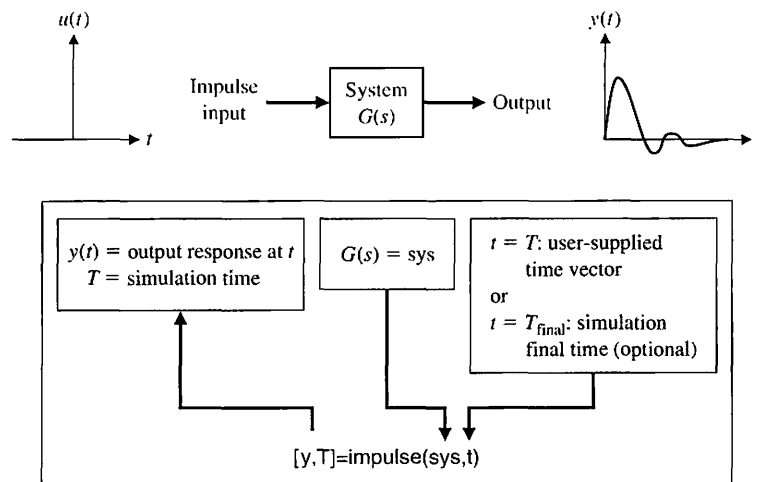 u(t)
t
Impulse
input
System
G(s)
Output
y(t)
y(t) = output response at t
T = simulation time
G(s) = sys
t = T: user-supplied
time vector
or
t = T_final: simulation
final time (optional)
[y,T]=impulse(sys,t)